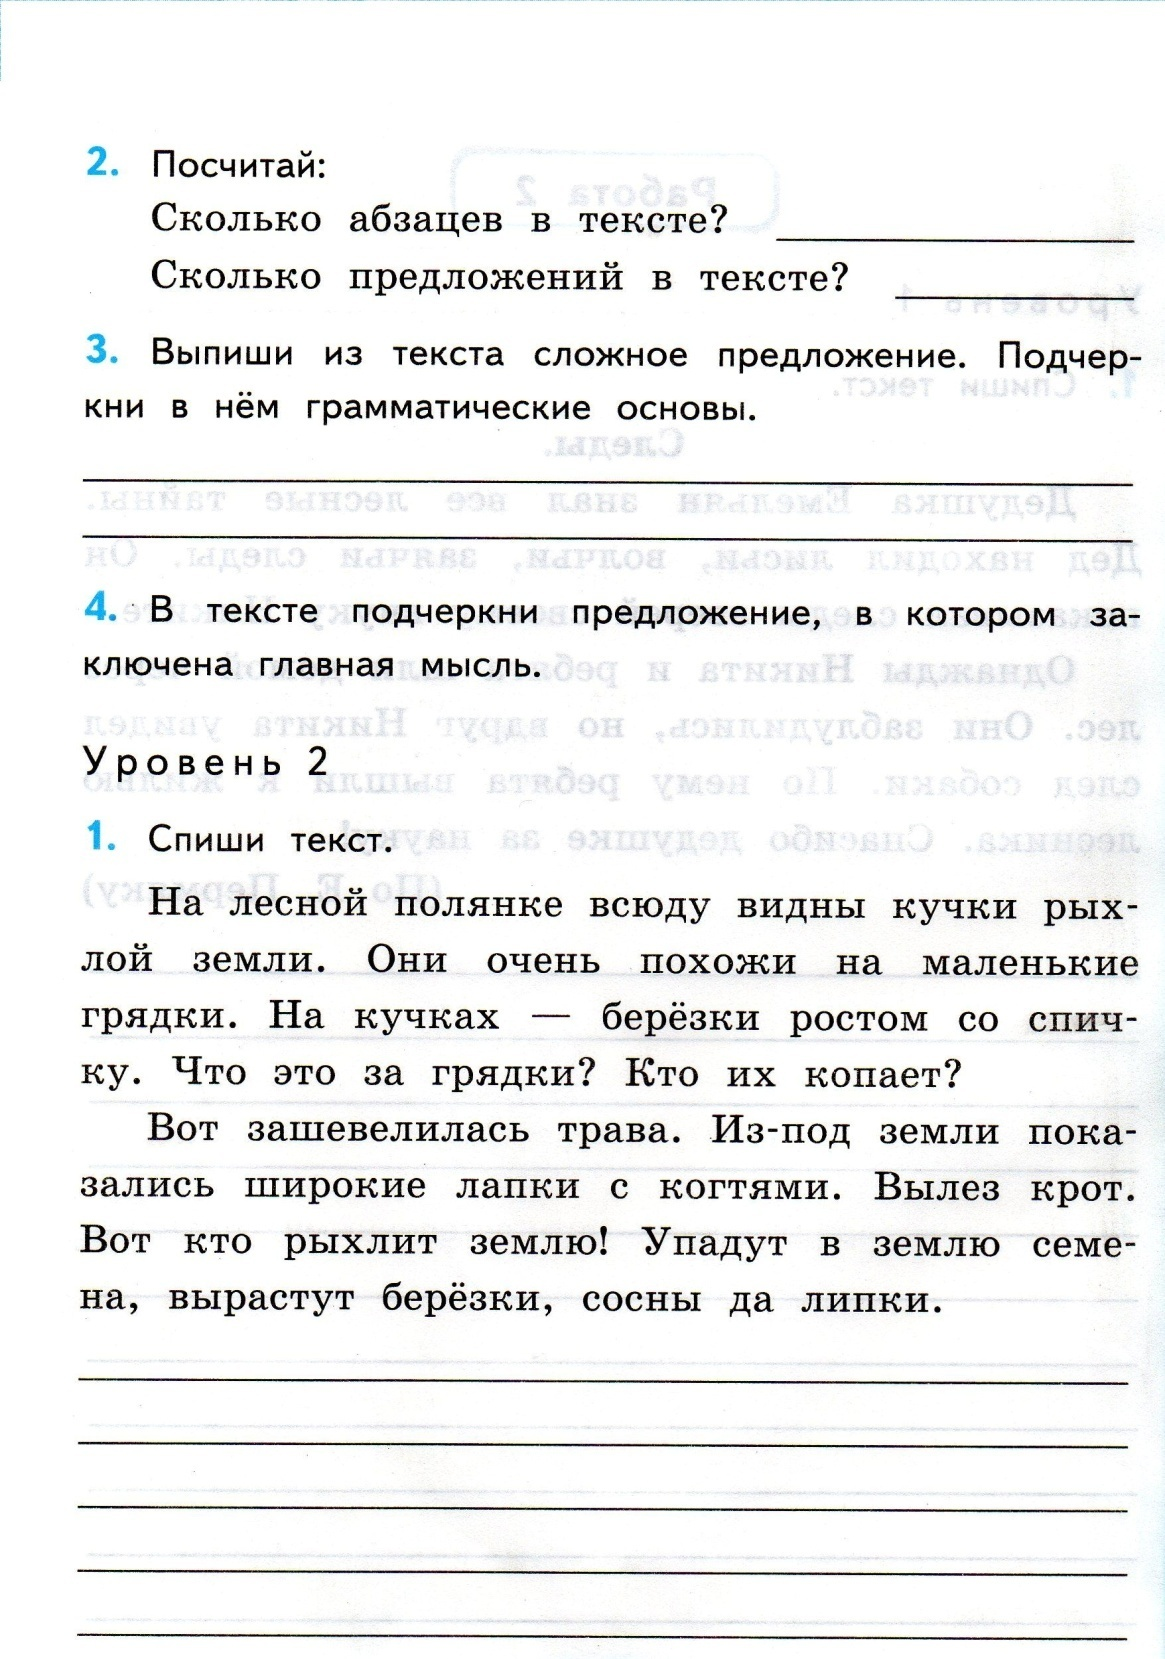 2. Посчитай:
Сколько абзацев в тексте?
Сколько предложений в тексте?
3. Выпиши из текста сложное предложение. Подчер-
кни в нём грамматические основы.
4. В тексте подчеркни предложение, в котором за-
ключена главная мысль.
Уровень 2
1. Спиши текст.
На лесной полянке всюду видны кучки рых-
лой земли. Они очень похожи на маленькие
грядки. На кучках — берёзки ростом со спич-
ку. Что это за грядки? Кто их копает?
Вот зашевелилась трава. Из-под земли пока-
зались широкие лапки с когтями. Вылез крот.
Вот кто рыхлит землю! Упадут в землю семе-
на, вырастут берёзки, сосны да липки.